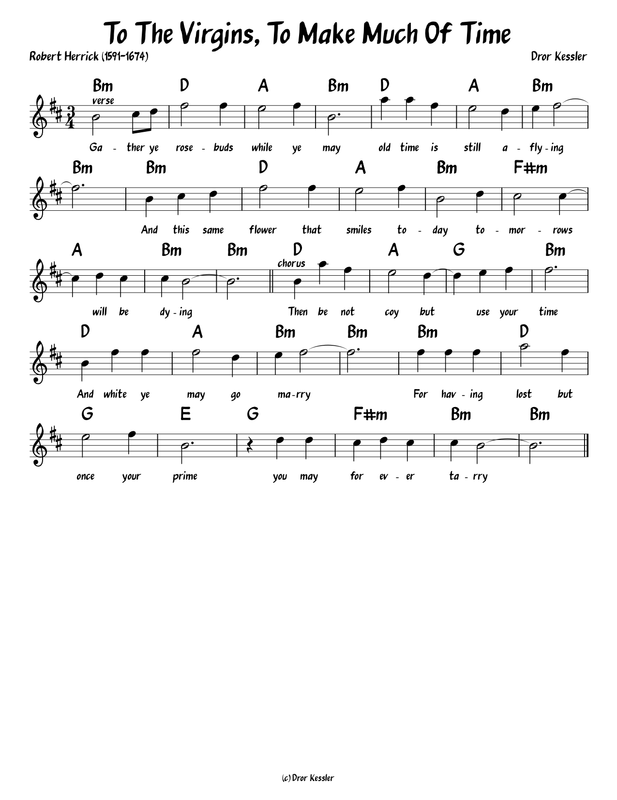 To The Virgins, To Make Much Of Time
Robert Herrick (1591-1674) Dror Kessler
Bm D A Bm D A Bm
verse
3 4
Ga - ther ye rose - buds while ye may old time is still a - fly - ing
Bm Bm D A Bm F#m
And this same flower that smiles to - day to - mor - rows
A Bm Bm D A G Bm
chorus
will be dy - ing Then be not coy but use your time
D A Bm Bm Bm D
And white ye may go ma - rry For hav - ing lost but
G E G F#m Bm Bm
once your prime you may for ev - er ta - rry
(c) Dror Kessler